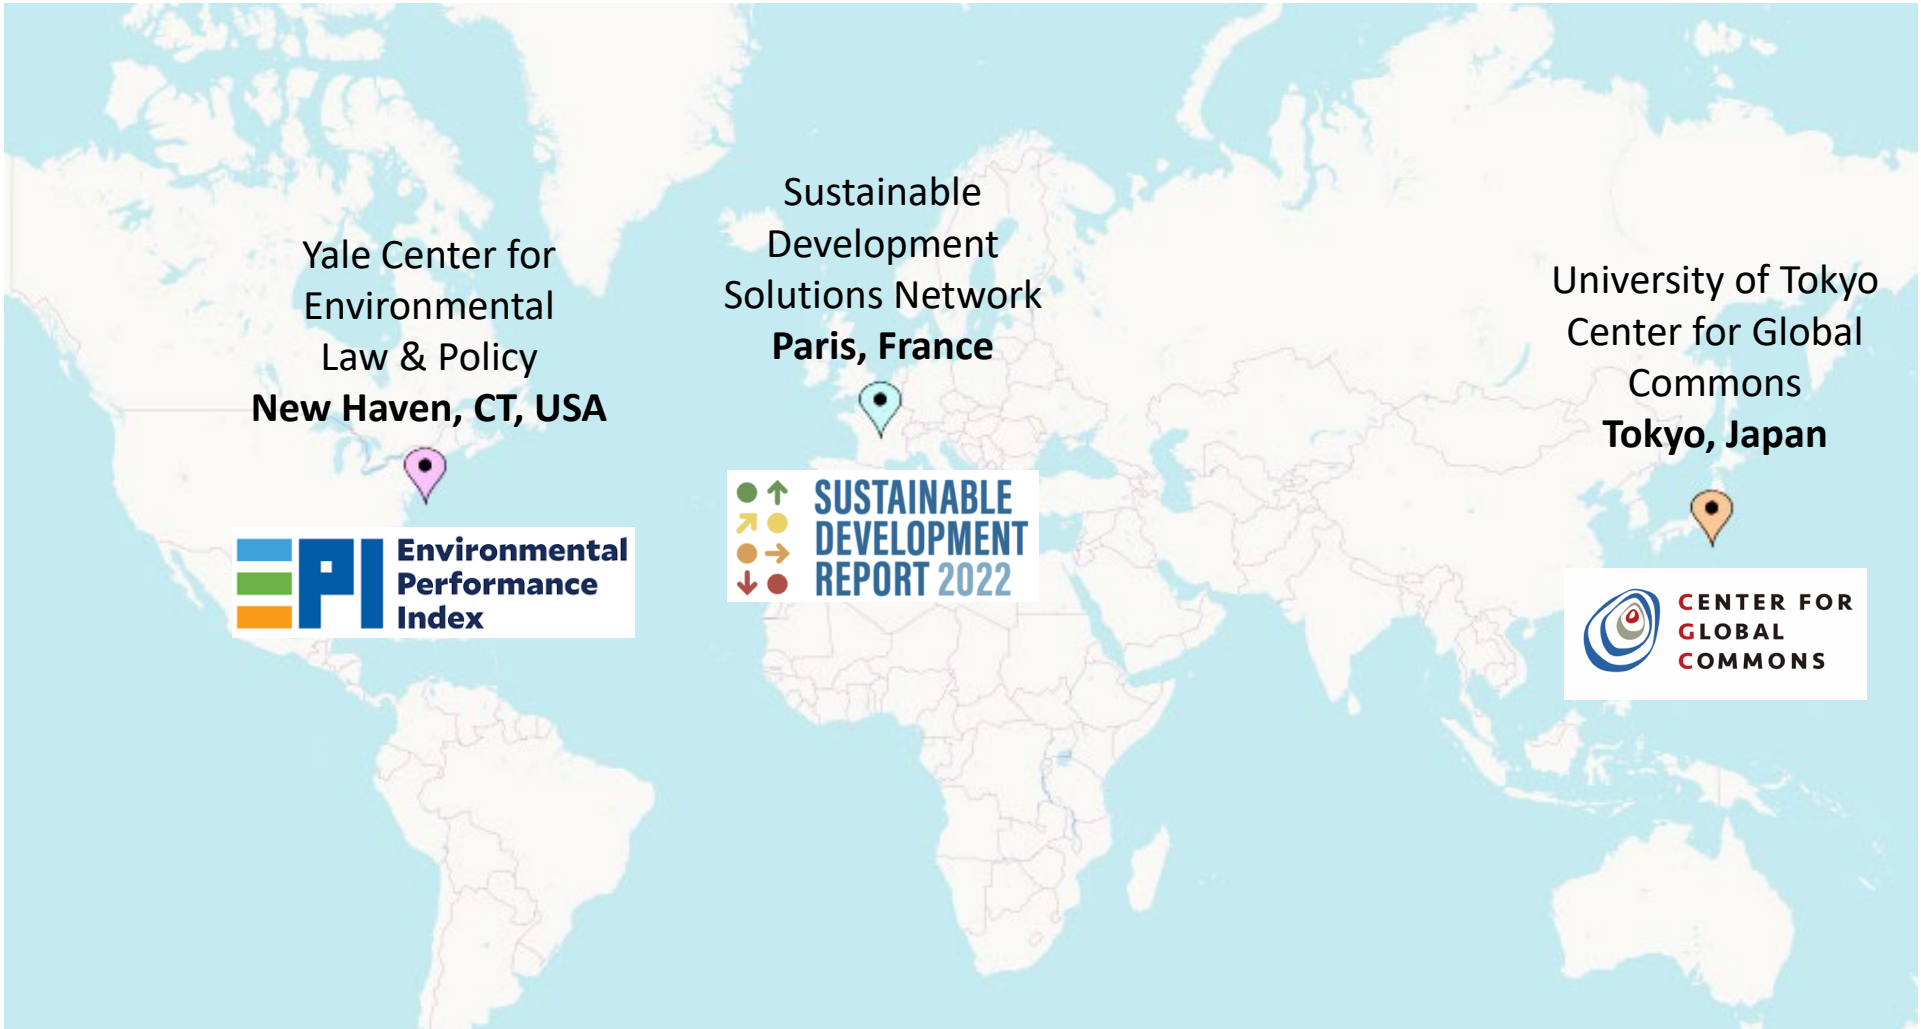 Yale Center for
Environmental
Law & Policy
New Haven, CT, USA
EPI
Environmental
Performance
Index
Sustainable
Development
Solutions Network
Paris, France
SUSTAINABLE
DEVELOPMENT
REPORT 2022
University of Tokyo
Center for Global
Commons
Tokyo, Japan
CENTER FOR
GLOBAL
COMMONS